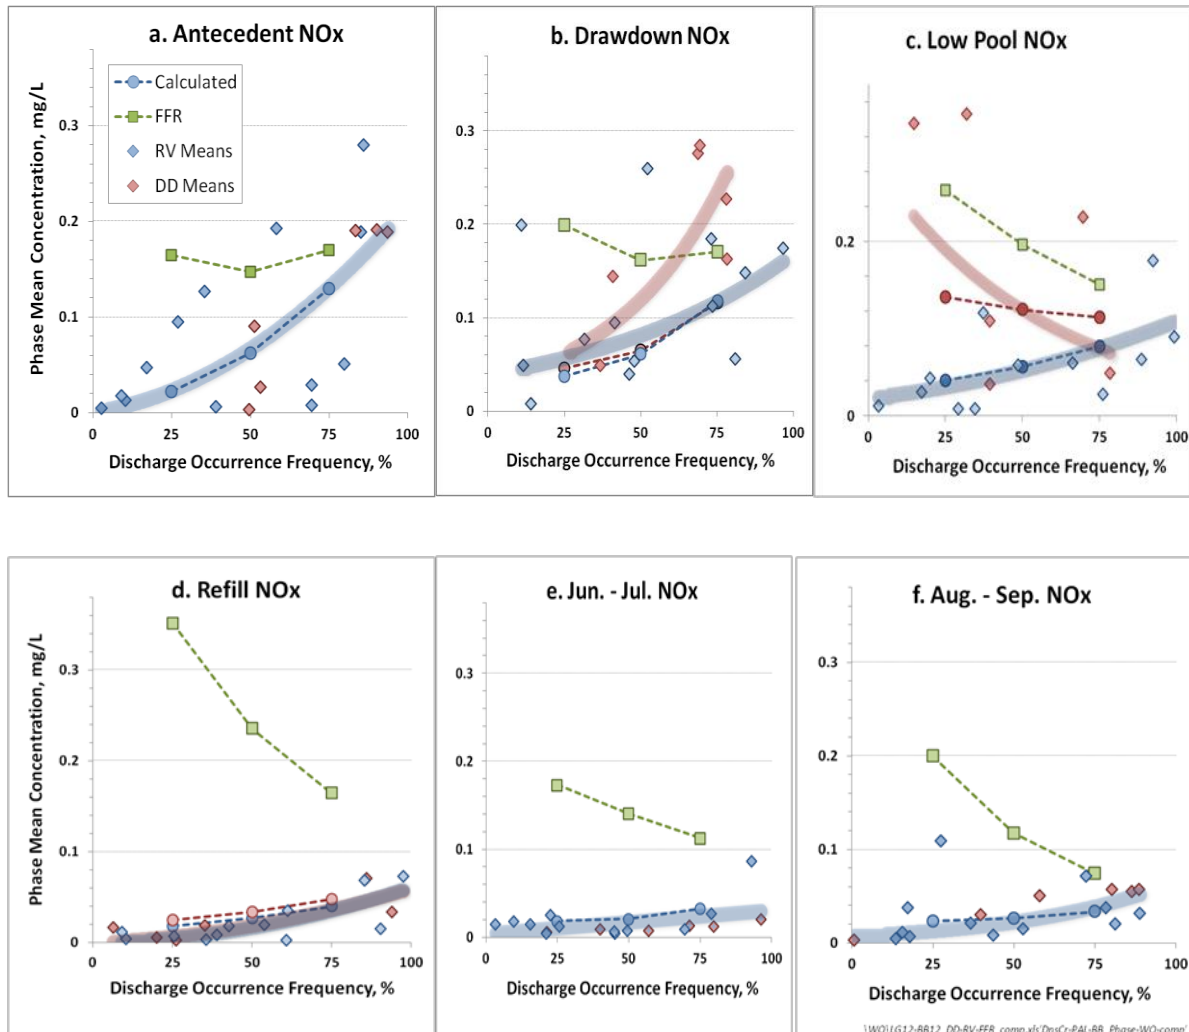 a. Antecedent NOx
Calculated
FFR
RV Means
DD Means
Phase Mean Concentration, mg/L
0.3
0.2
0.1
0
0 25 50 75 100
Discharge Occurrence Frequency, %
b. Drawdown NOx
0.3
0.2
0.1
0
0 25 50 75 100
Discharge Occurrence Frequency, %
c. Low Pool NOx
0.2
0
0 25 50 75 100
Discharge Occurrence Frequency, %
d. Refill NOx
Phase Mean Concentration, mg/L
0.3
0.2
0.1
0
0 25 50 75 100
Discharge Occurrence Frequency, %
e. Jun. - Jul. NOx
0.3
0.2
0.1
0
0 25 50 75 100
Discharge Occurrence Frequency, %
f. Aug. - Sep. NOx
0.3
0.2
0.1
0
0 25 50 75 100
Discharge Occurrence Frequency, %